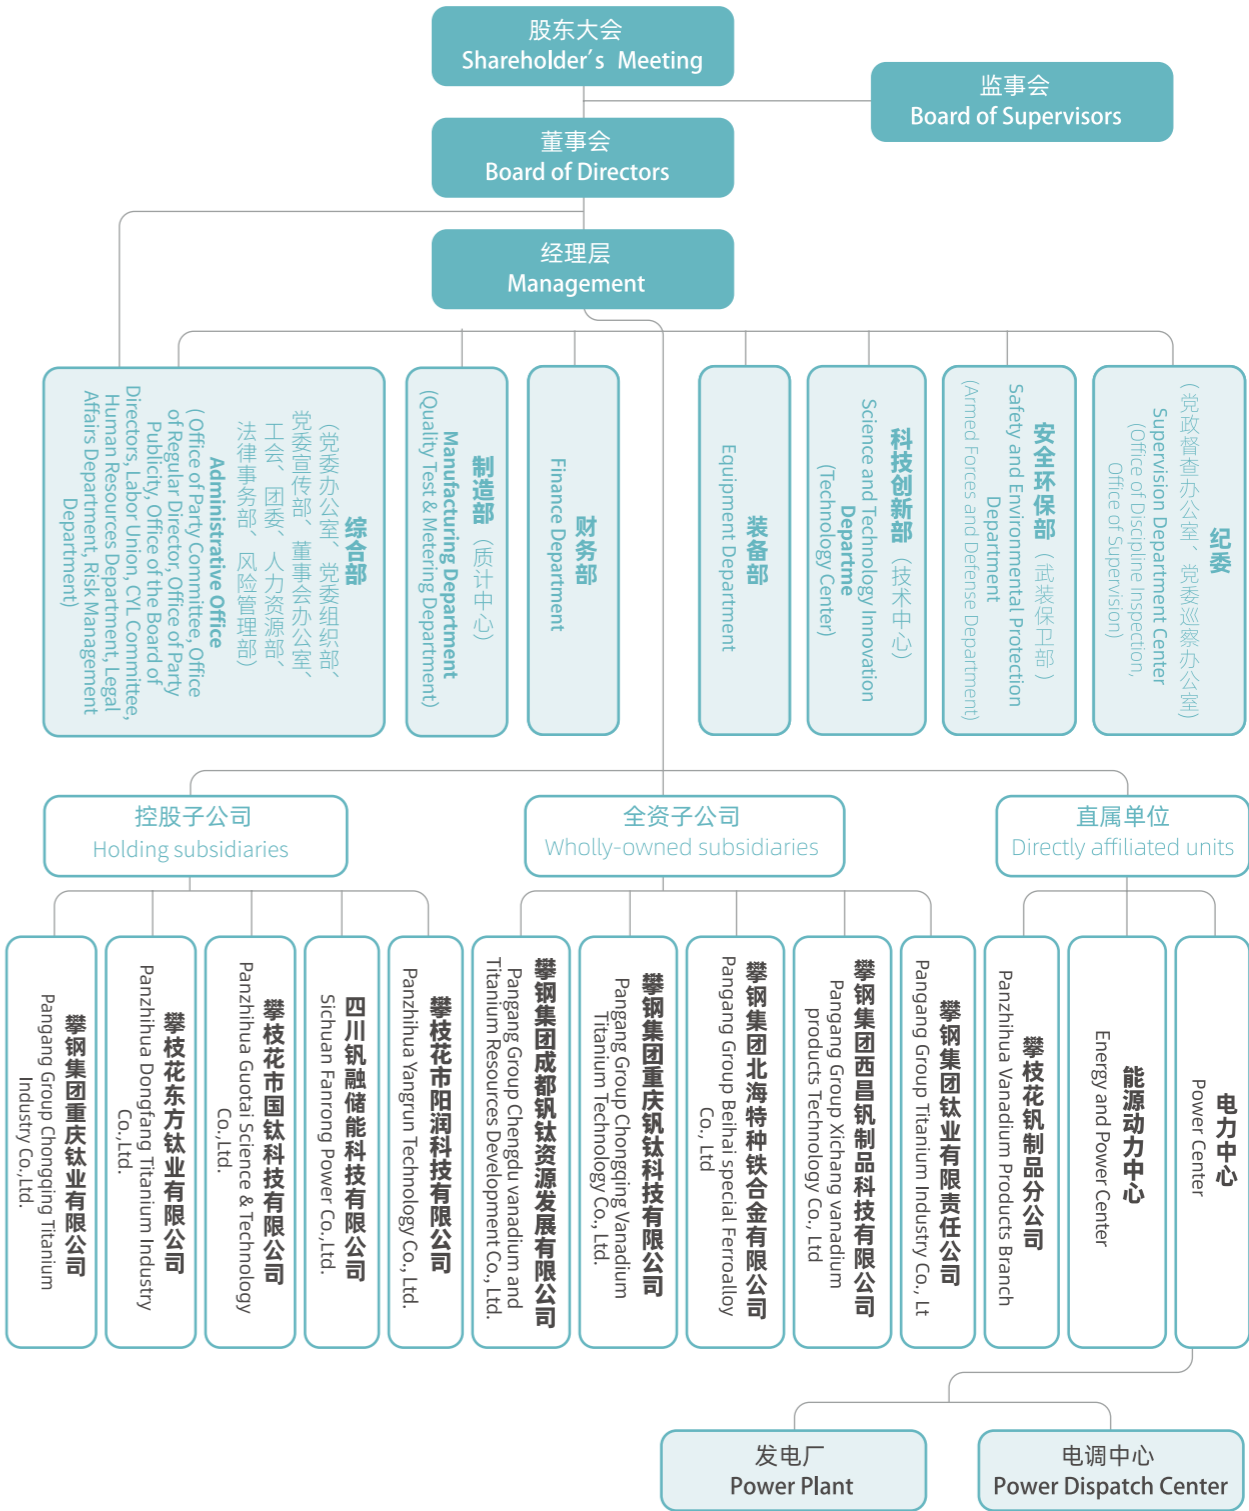 股东大会
Shareholder's Meeting
监事会
Board of Supervisors
董事会
Board of Directors
经理层
Management
综合部
（党委办公室、党委组织部、
党委宣传部、董事会办公室、
工会、团委、人力资源部、
法律事务部、风险管理部）
Administrative Office
(Office of Party Committee, Office
of Regular Director, Office of Party
Publicity, Office of the Board of
Directors, Labor Union, CYL Committee,
Human Resources Department, Legal
Affairs Department, Risk Management
Department)
制造部（质计中心）
Manufacturing Department
(Quality Test & Metering Department)
财务部
Finance Department
装备部
Equipment Department
科技创新部（技术中心）
Science and Technology Innovation
Departme
(Technology Center)
安全环保部（武装保卫部）
Safety and Environmental Protection
Department
(Armed Forces and Defense Department)
纪委
（党政督查办公室、党委巡察办公室）
Supervision Department Center
(Office of Discipline Inspection,
Office of Supervision)
控股子公司
Holding subsidiaries
全资子公司
Wholly-owned subsidiaries
直属单位
Directly affiliated units
攀钢集团重庆钛业有限公司
Pangang Group Chongqing Titanium
Industry Co.,Ltd.
攀枝花东方钛业有限公司
Panzhihua Dongfang Titanium Industry
Co.,Ltd.
攀枝花市国钛科技有限公司
Panzhihua Guotai Science & Technology
Co.,Ltd.
四川钒融储能科技有限公司
Sichuan Fanrong Power Co.,Ltd.
攀枝花市阳润科技有限公司
Panzhihua Yangrun Technology Co., Ltd.
攀钢集团成都钒钛资源发展有限公司
Pangang Group Chengdu vanadium and
Titanium Resources Development Co., Ltd.
攀钢集团重庆钒钛科技有限公司
Pangang Group Chongqing Vanadium
Titanium Technology Co., Ltd.
攀钢集团北海特种铁合金有限公司
Pangang Group Beihai special Ferroalloy
Co., Ltd
攀钢集团西昌钒制品科技有限公司
Pangang Group Xichang vanadium
products Technology Co., Ltd
攀钢集团钛业有限责任公司
Pangang Group Titanium Industry Co., Lt
攀枝花钒制品分公司
Panzhihua Vanadium Products Branch
能源动力中心
Energy and Power Center
电力中心
Power Center
发电厂
Power Plant
电调中心
Power Dispatch Center